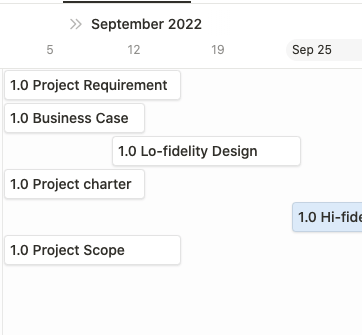 September 2022
5 12 19 Sep 25
1.0 Project Requirement
1.0 Business Case
1.0 Lo-fidelity Design
1.0 Project charter
1.0 Hi-fide
1.0 Project Scope